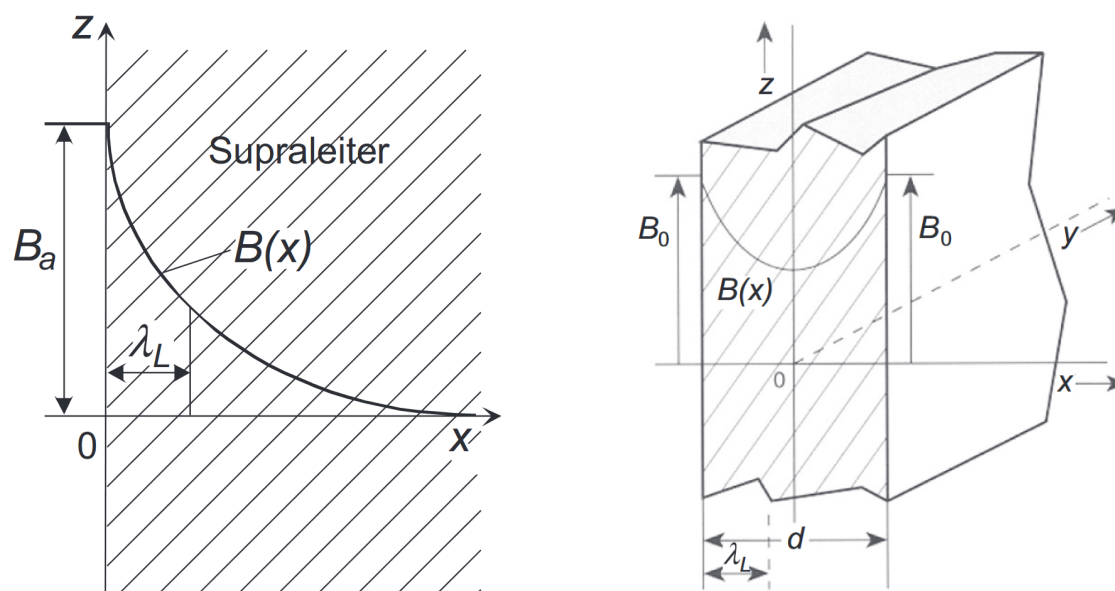 z
Supraleiter
B_a
B(x)
λ_L
0
x
z
B_0
B_0
y
B(x)
0
x
d
λ_L